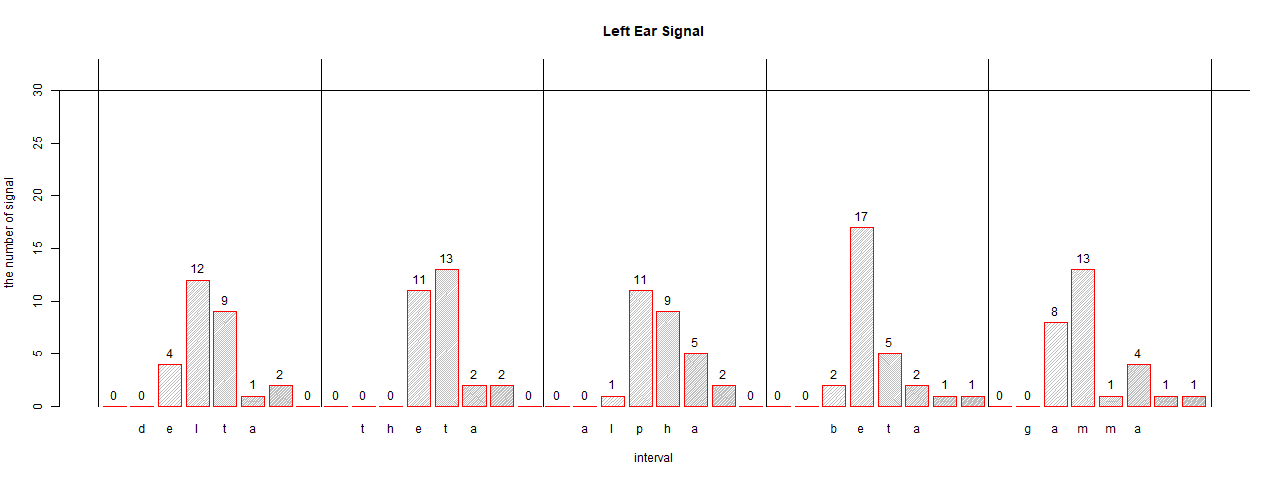 Left Ear Signal
the number of signal
30
25
20
15
10
5
0
0 0 4 12 9 1 2 0
0 0 0 11 13 2 2 0
0 0 1 11 9 5 2 0
0 0 2 17 5 2 1 1
0 0 8 13 1 4 1 1
d e l t a t h e t a a l p h a b e t a g a m m a
interval